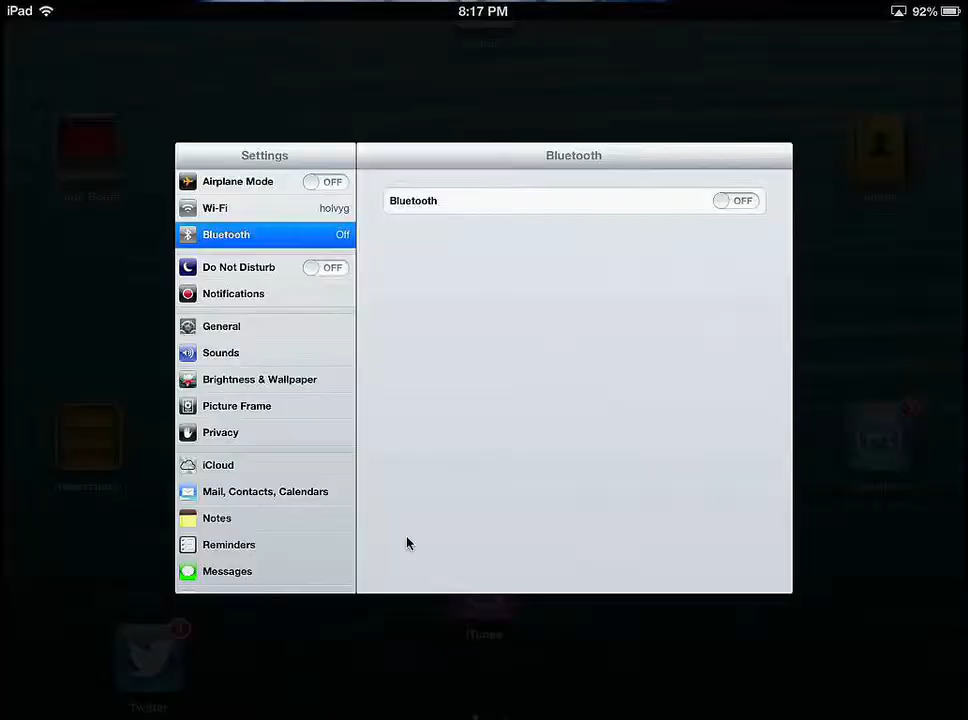 iPad 8:17 PM 92%
Settings
Bluetooth
Airplane Mode OFF
Wi-Fi holvyg
Bluetooth Off
Bluetooth OFF
Do Not Disturb OFF
Notifications
General
Sounds
Brightness & Wallpaper
Picture Frame
Privacy
iCloud
Mail, Contacts, Calendars
Notes
Reminders
Messages
iTunes
Twitter